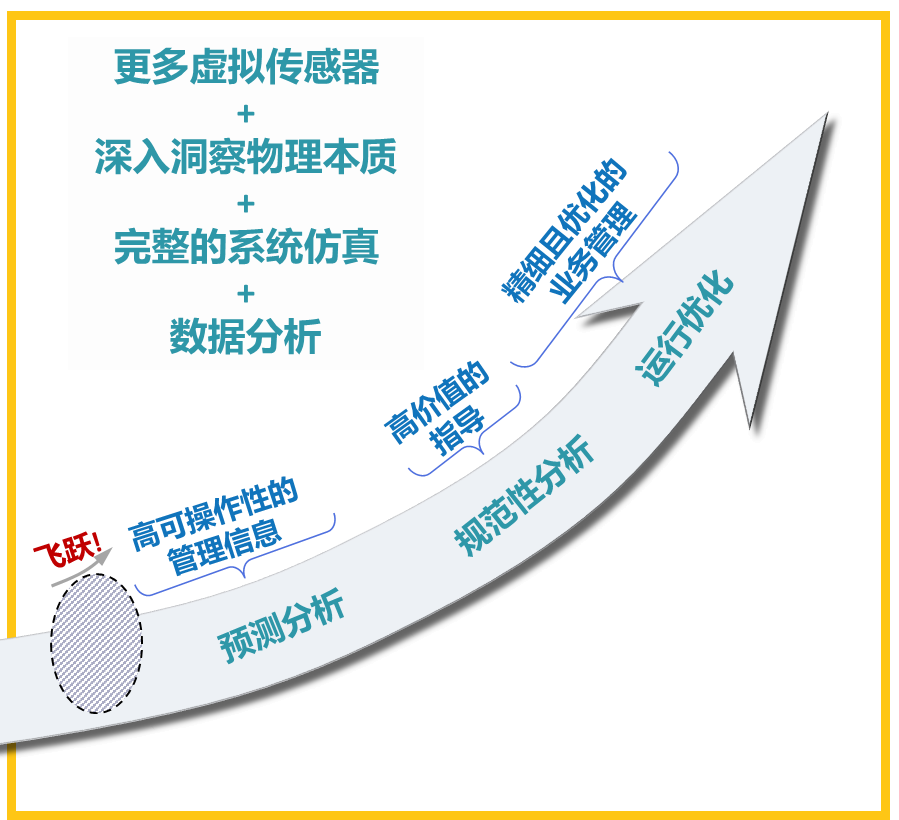 更多虚拟传感器
+
深入洞察物理本质
+
完整的系统仿真
+
数据分析
精细且优化的
业务管理
运行优化
高价值的
指导
规范性分析
高可操作性的
管理信息
飞跃!
预测分析